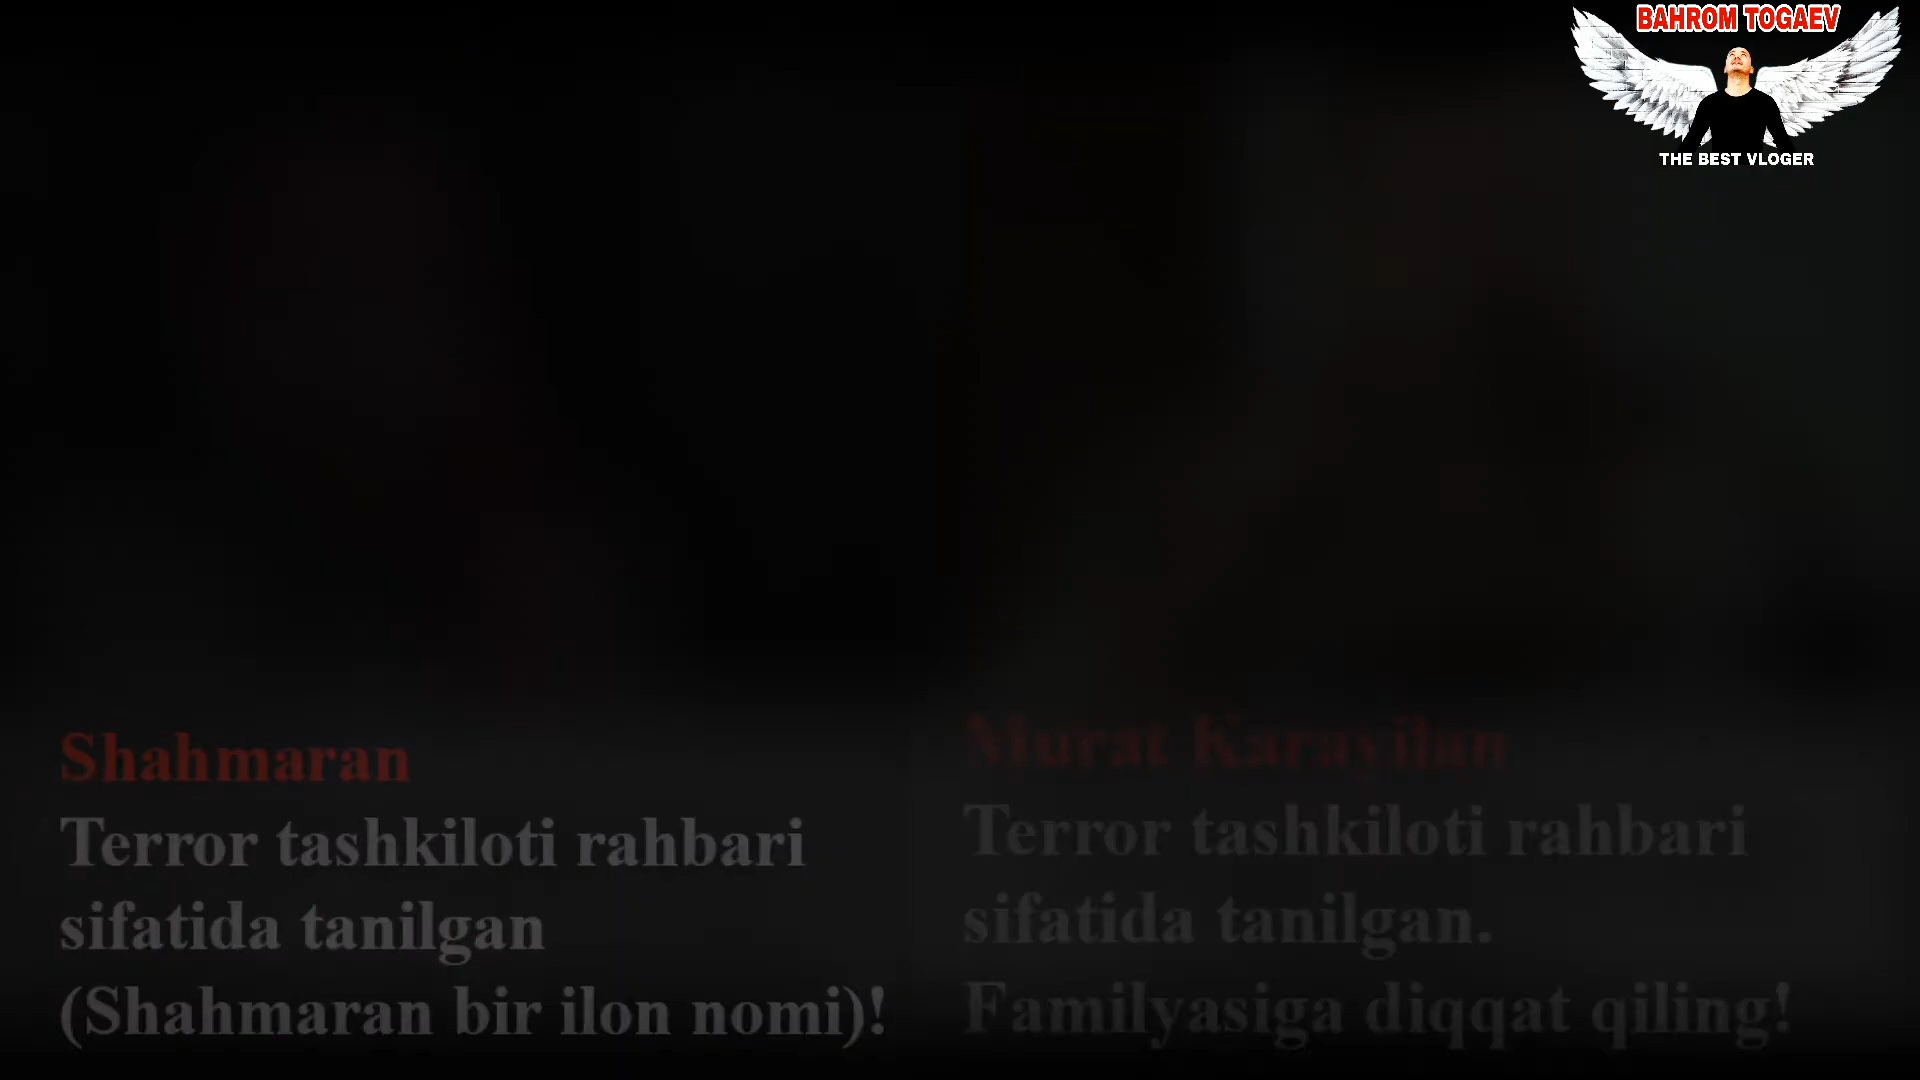 BAHROM TOGAEV
THE BEST VLOGER
Shahmaran
Terror tashkiloti rahbari
sifatida tanilgan
(Shahmaran bir ilon nomi)!
Murat Karayilan
Terror tashkiloti rahbari
sifatida tanilgan.
Familyasiga diqqat qiling!